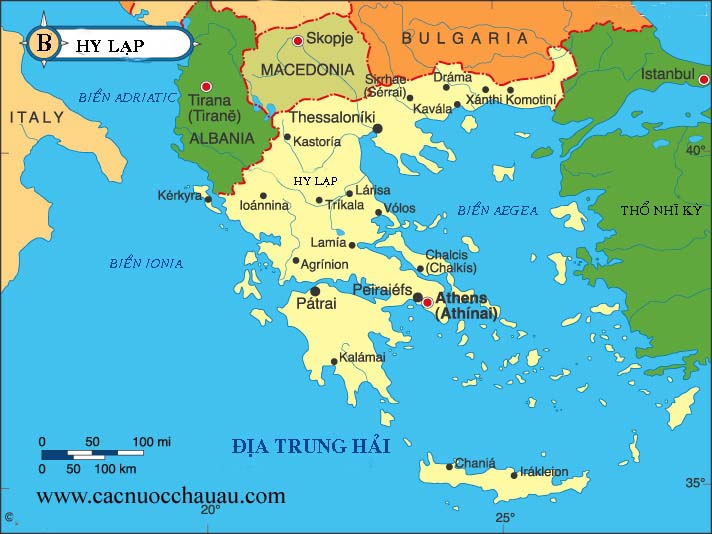 B HY LẠP
BULGARIA
Skopje
MACEDONIA
Istanbul
Dráma
Sirrhae
(Sérrai)
Xánthi Komotiní
Kavála
BIỂN ADRIATIC
Tirana
(Tiranë)
ITALY
ALBANIA
Thessaloníki
Kastoría
40°
HY LẠP
Kérkyra
Ioánnina
Lárisa
Tríkala
Vólos
BIỂN AEGEA
THỔ NHĨ KỲ
Lamía
BIỂN IONIA
Agrínion
Chalcis
(Chalkís)
Peiraiéfs
Athens
(Athínai)
Pátrai
Kalámai
ĐỊA TRUNG HẢI
0 50 100 mi
0 50 100 km
Chaniá
Irákleion
35°
www.cacnuocchauau.com
©
20°
25°